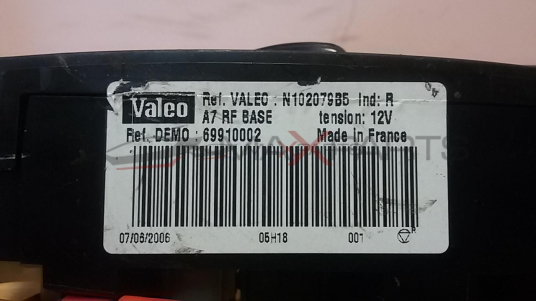 Valeo
Ref. VALEO : N102079B5 Ind: R
A7 RF BASE tension: 12V
Ref. DEMO : 69910002 Made in France
07/06/2006 05H18 001
R